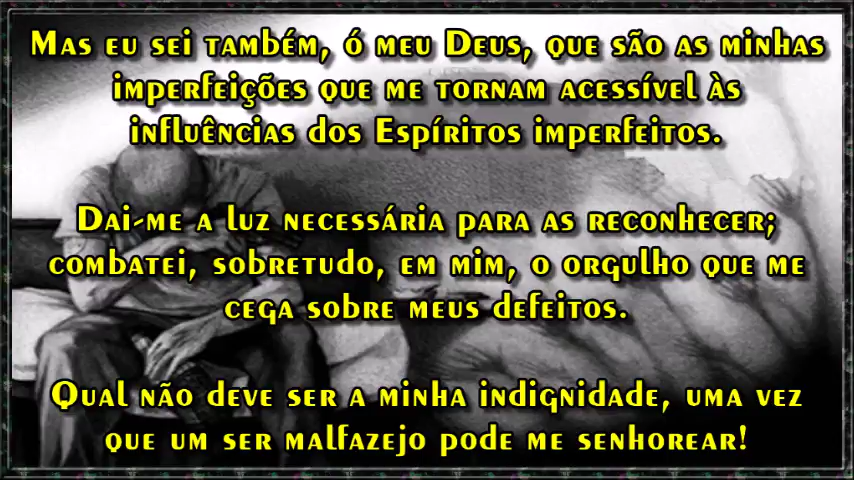 Mas eu sei também, ó meu Deus, que são as minhas
imperfeições que me tornam acessível às
influências dos Espíritos imperfeitos.
Dai-me a luz necessária para as reconhecer;
combatei, sobretudo, em mim, o orgulho que me
cega sobre meus defeitos.
Qual não deve ser a minha indignidade, uma vez
que um ser malfazejo pode me senhorear!